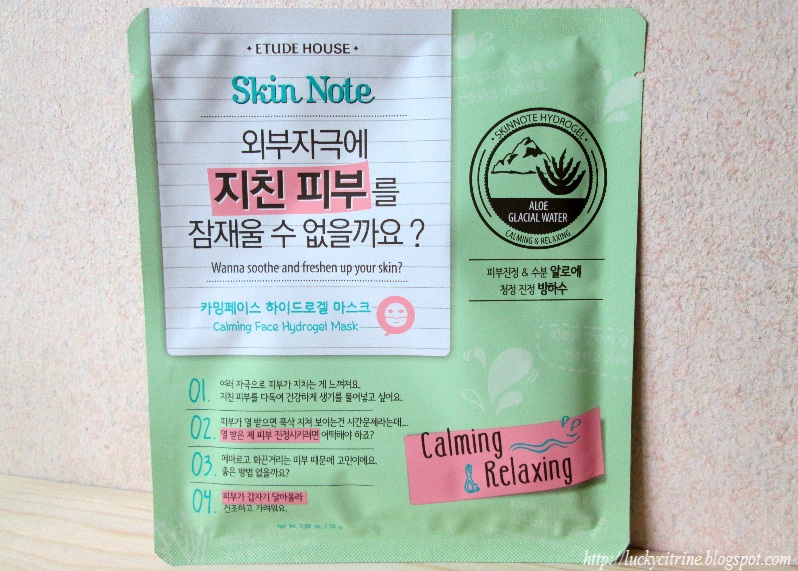 ETUDE HOUSE
Skin Note
외부자극에
지친 피부를
잠재울 수 없을까요?
Wanna soothe and freshen up your skin?
카밍페이스 하이드로겔 마스크
Calming Face Hydrogel Mask
SKINNOTE HYDROGEL
ALOE
GLACIAL WATER
CALMING & RELAXING
피부진정 & 수분 알로에
청정 진정 빙하수
01. 여러 자극으로 피부가 지치는 게 느껴져요.
지친 피부를 다독여 건강하게 생기를 불어넣고 싶어요.
02. 피부가 열 받으면 푹삭 지쳐 보이는건 시간문제라는데...
열 받은 제 피부 진정시키려면 어떡해야 하죠?
03. 메마르고 화끈거리는 피부 때문에 고민이에요.
좋은 방법 없을까요?
04. 피부가 갑자기 달아올라
건조하고 가려워요.
Net wt. 0.88 oz. / 25 g
Calming
& Relaxing
http://luckycitrine.blogspot.com